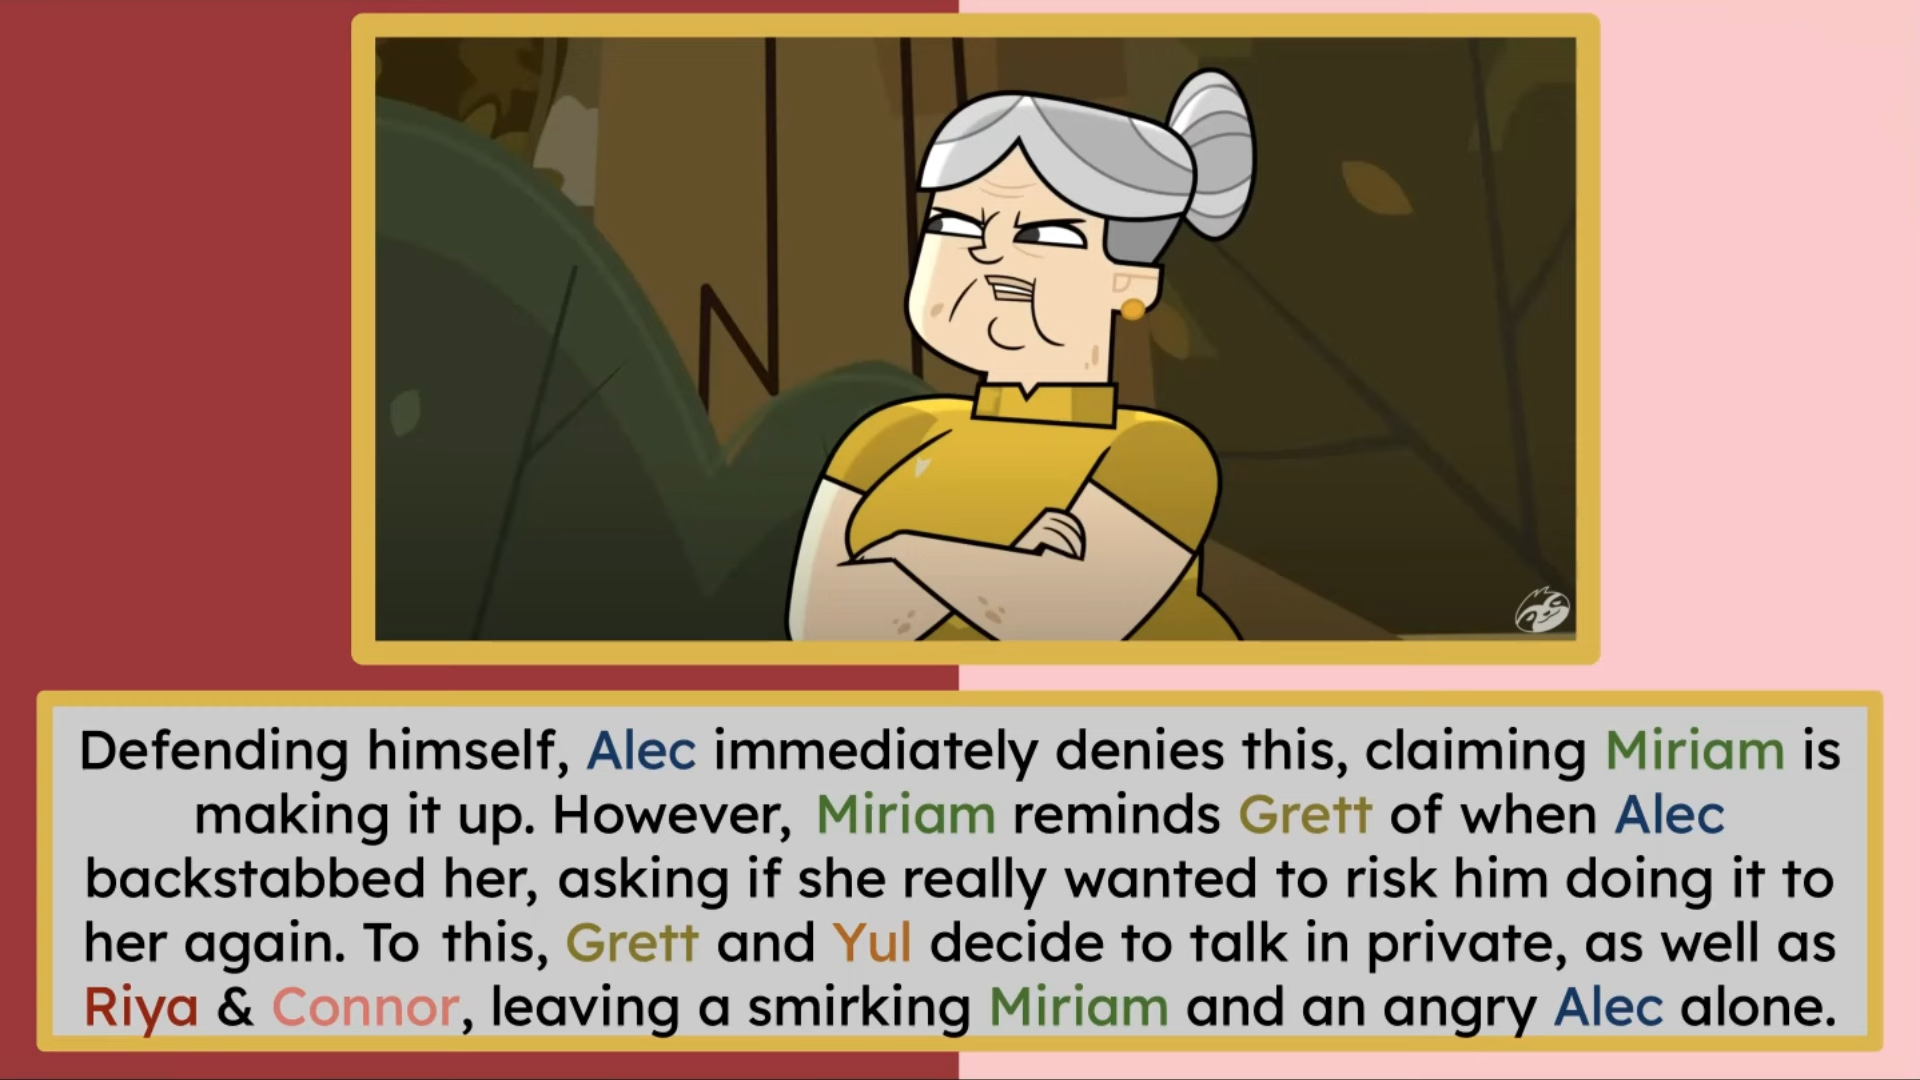 Defending himself, Alec immediately denies this, claiming Miriam is
making it up. However, Miriam reminds Grett of when Alec
backstabbed her, asking if she really wanted to risk him doing it to
her again. To this, Grett and Yul decide to talk in private, as well as
Riya & Connor, leaving a smirking Miriam and an angry Alec alone.